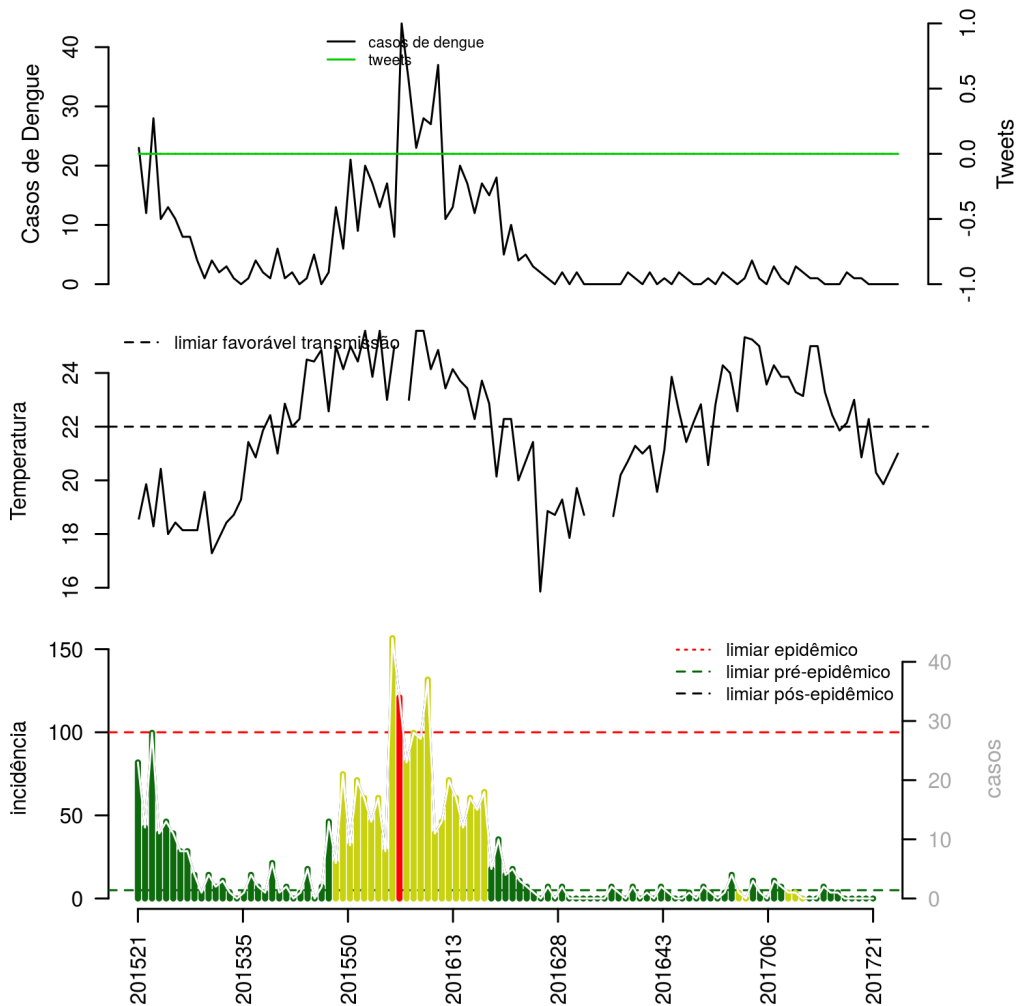 casos de dengue
tweets
Casos de Dengue
0 10 20 30 40
Tweets
-1.0 -0.5 0.0 0.5 1.0
limiar favorável transmissão
Temperatura
16 18 20 22 24
limiar epidêmico
limiar pré-epidêmico
limiar pós-epidêmico
incidência
0
50
100
150
casos
0
10
20
30
40
201521 201535 201550 201613 201628 201643 201706 201721